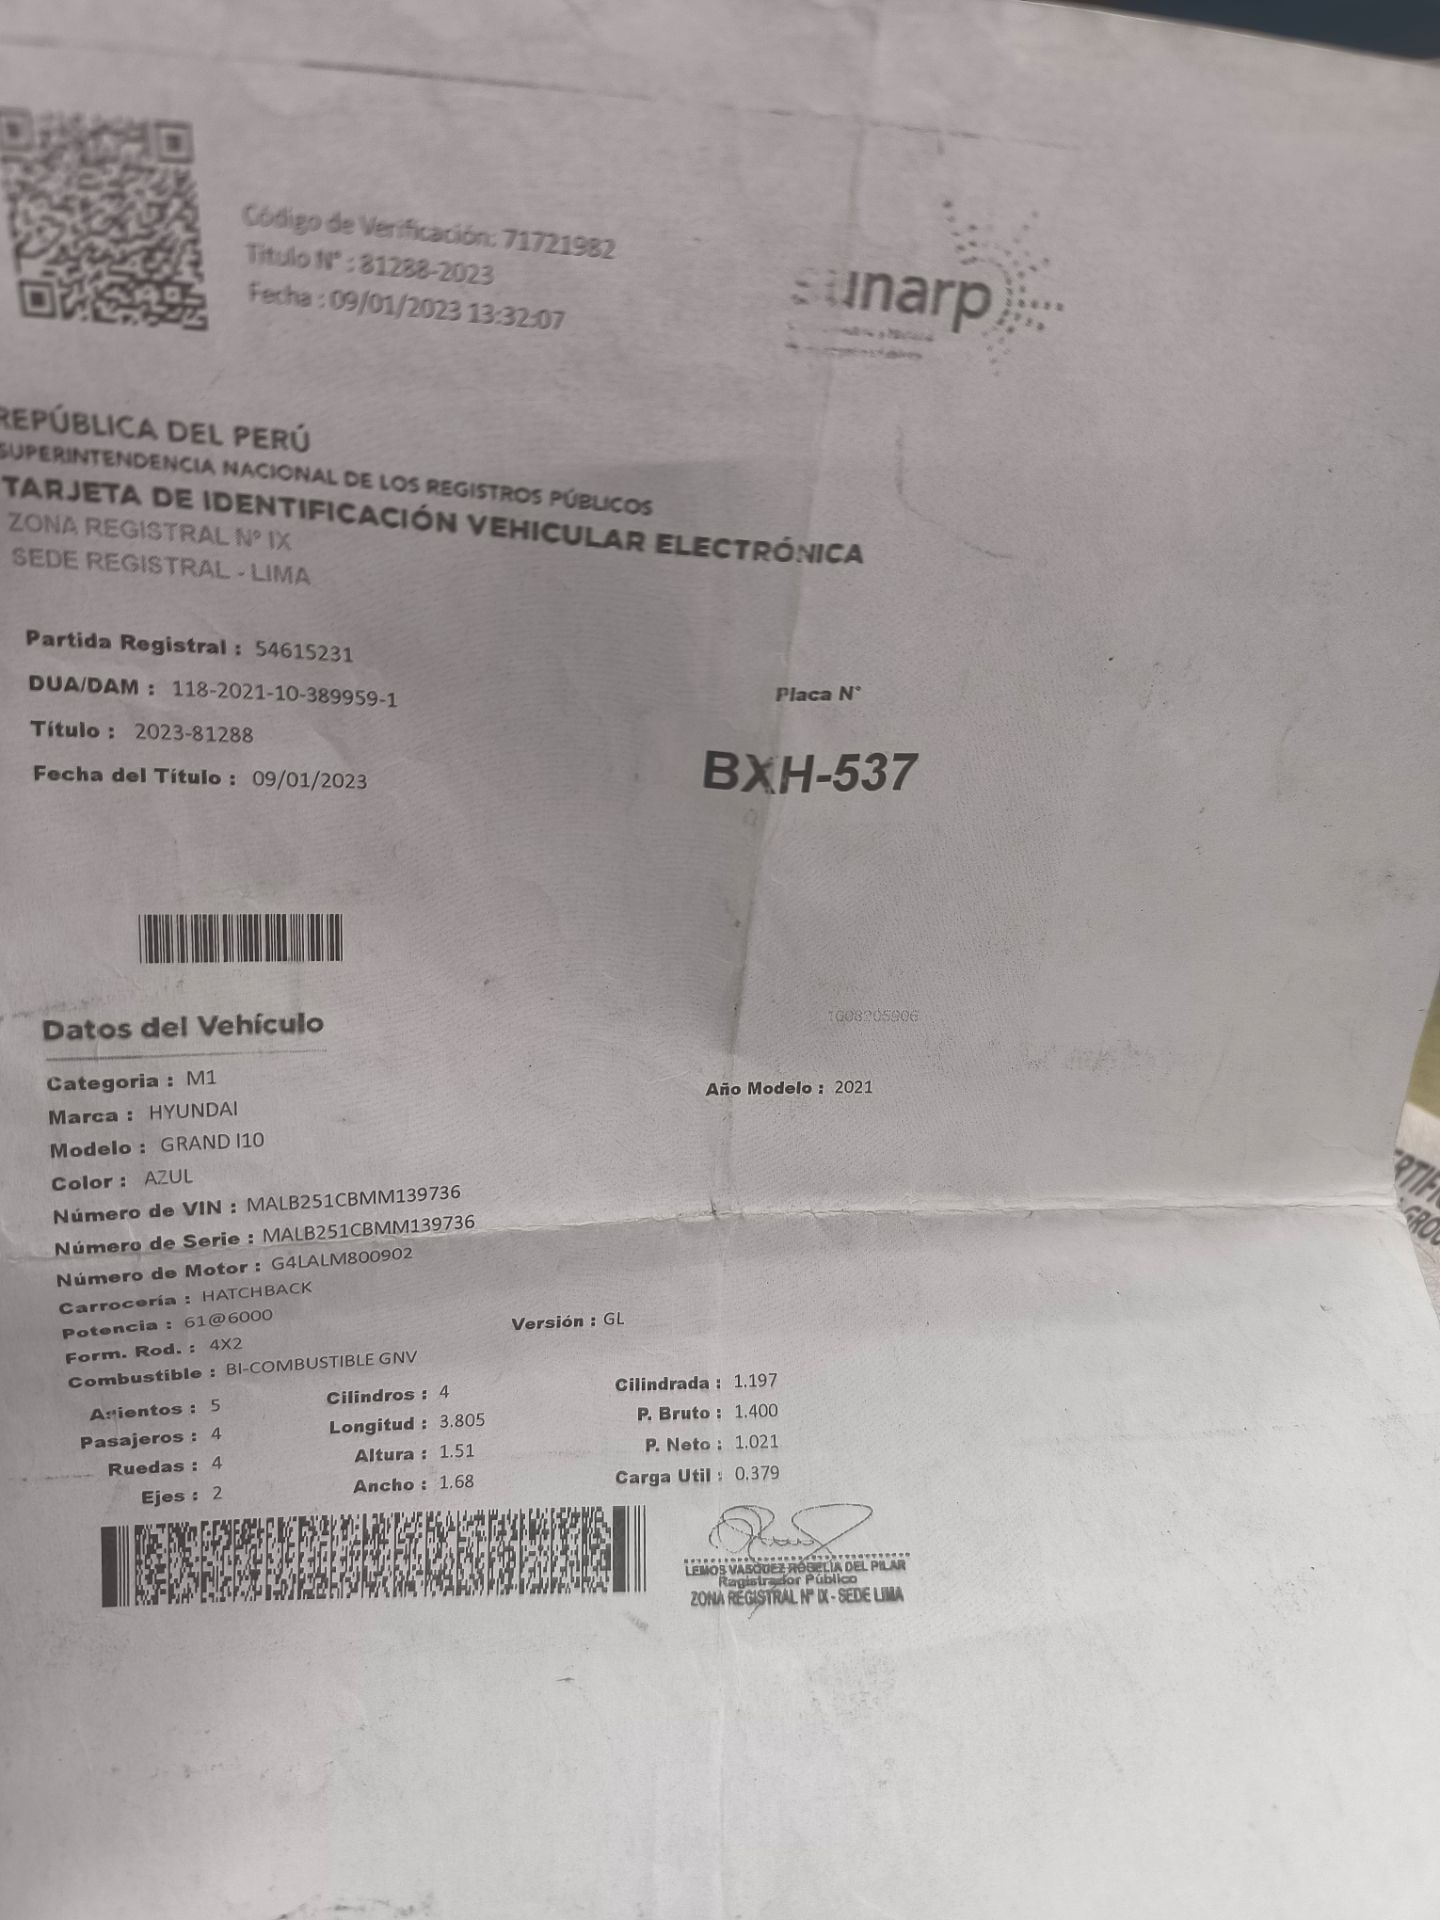 Código de Verificación: 71721982
Título N° : 81288-2023
Fecha : 09/01/2023 13:32:07
sunarp
REPÚBLICA DEL PERÚ
SUPERINTENDENCIA NACIONAL DE LOS REGISTROS PÚBLICOS
TARJETA DE IDENTIFICACIÓN VEHICULAR ELECTRÓNICA
ZONA REGISTRAL N° IX
SEDE REGISTRAL - LIMA
Partida Registral : 54615231
DUA/DAM : 118-2021-10-389959-1
Título : 2023-81288
Fecha del Título : 09/01/2023
Placa N°
BXH-537
Datos del Vehículo
1008205906
Categoria : M1
Año Modelo : 2021
Marca : HYUNDAI
Modelo : GRAND I10
Color : AZUL
Número de VIN : MALB251CBMM139736
Número de Serie : MALB251CBMM139736
Número de Motor : G4LALM800902
Carrocería : HATCHBACK
Potencia : 61@6000
Versión : GL
Form. Rod. : 4X2
Combustible : BI-COMBUSTIBLE GNV
Asientos : 5 Cilindros : 4 Cilindrada : 1.197
Pasajeros : 4 Longitud : 3.805 P. Bruto : 1.400
Ruedas : 4 Altura : 1.51 P. Neto : 1.021
Ejes : 2 Ancho : 1.68 Carga Util : 0.379
LEMOS VASQUEZ ROGELIA DEL PILAR
Registrador Público
ZONA REGISTRAL N° IX - SEDE LIMA